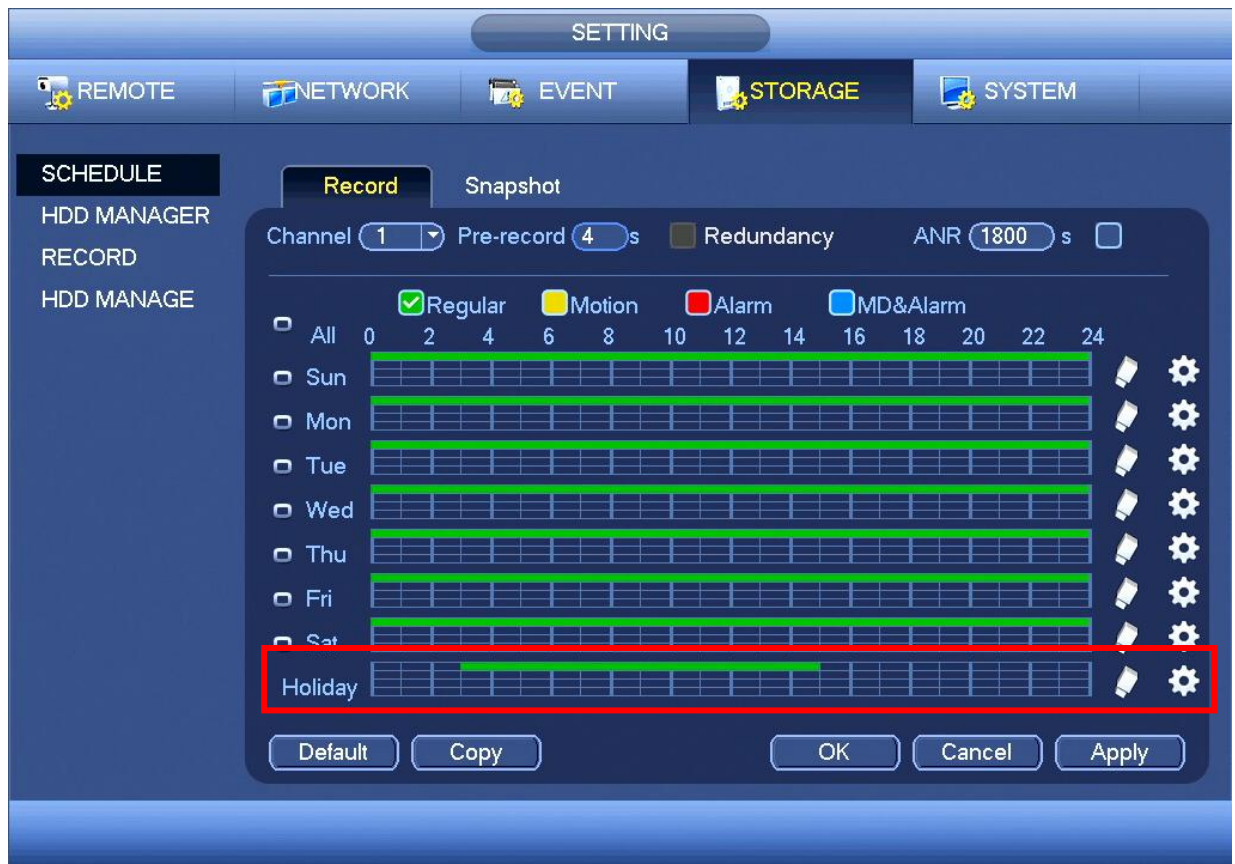 SETTING
REMOTE NETWORK EVENT STORAGE SYSTEM
SCHEDULE
HDD MANAGER
RECORD
HDD MANAGE
Record Snapshot
Channel 1 Pre-record 4 s Redundancy ANR 1800 s
Regular Motion Alarm MD&Alarm
All 0 2 4 6 8 10 12 14 16 18 20 22 24
Sun
Mon
Tue
Wed
Thu
Fri
Sat
Holiday
Default Copy OK Cancel Apply